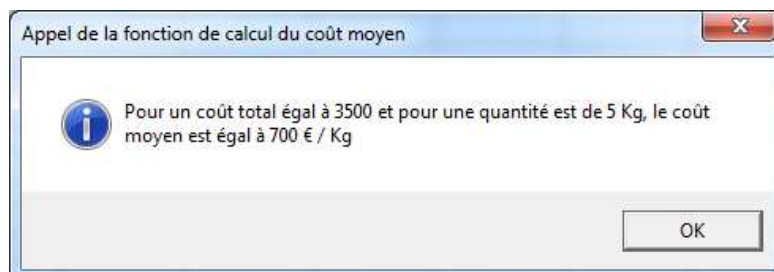 Appel de la fonction de calcul du coût moyen
Pour un coût total égal à 3500 et pour une quantité est de 5 Kg, le coût
moyen est égal à 700 € / Kg
OK